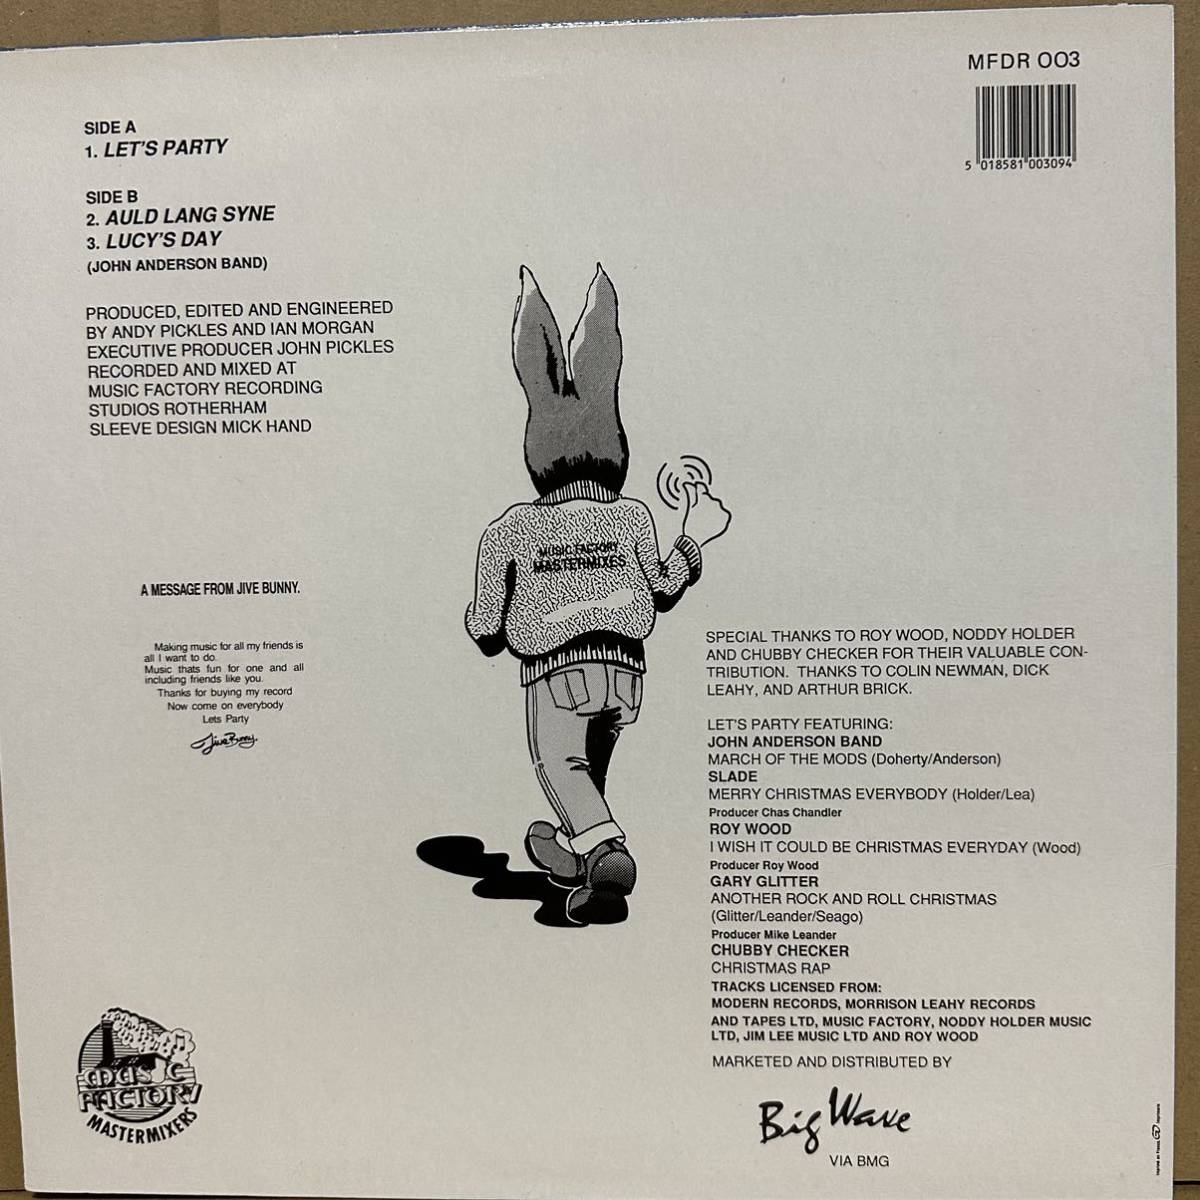 MFDR 003
5 018581 003094
SIDE A
1. LET'S PARTY
SIDE B
2. AULD LANG SYNE
3. LUCY'S DAY
(JOHN ANDERSON BAND)
PRODUCED, EDITED AND ENGINEERED
BY ANDY PICKLES AND IAN MORGAN
EXECUTIVE PRODUCER JOHN PICKLES
RECORDED AND MIXED AT
MUSIC FACTORY RECORDING
STUDIOS ROTHERHAM
SLEEVE DESIGN MICK HAND
MUSIC FACTORY
MASTERMIXES
A MESSAGE FROM JIVE BUNNY.
Making music for all my friends is
all I want to do.
Music thats fun for one and all
including friends like you.
Thanks for buying my record
Now come on everybody
Lets Party
Jive Bunny.
SPECIAL THANKS TO ROY WOOD, NODDY HOLDER
AND CHUBBY CHECKER FOR THEIR VALUABLE CON-
TRIBUTION. THANKS TO COLIN NEWMAN, DICK
LEAHY, AND ARTHUR BRICK.
LET'S PARTY FEATURING:
JOHN ANDERSON BAND
MARCH OF THE MODS (Doherty/Anderson)
SLADE
MERRY CHRISTMAS EVERYBODY (Holder/Lea)
Producer Chas Chandler
ROY WOOD
I WISH IT COULD BE CHRISTMAS EVERYDAY (Wood)
Producer Roy Wood
GARY GLITTER
ANOTHER ROCK AND ROLL CHRISTMAS
(Glitter/Leander/Seago)
Producer Mike Leander
CHUBBY CHECKER
CHRISTMAS RAP
TRACKS LICENSED FROM:
MODERN RECORDS, MORRISON LEAHY RECORDS
AND TAPES LTD, MUSIC FACTORY, NODDY HOLDER MUSIC
LTD, JIM LEE MUSIC LTD AND ROY WOOD
MARKETED AND DISTRIBUTED BY
Big Wave
VIA BMG
MUSIC
FACTORY
MASTERMIXERS